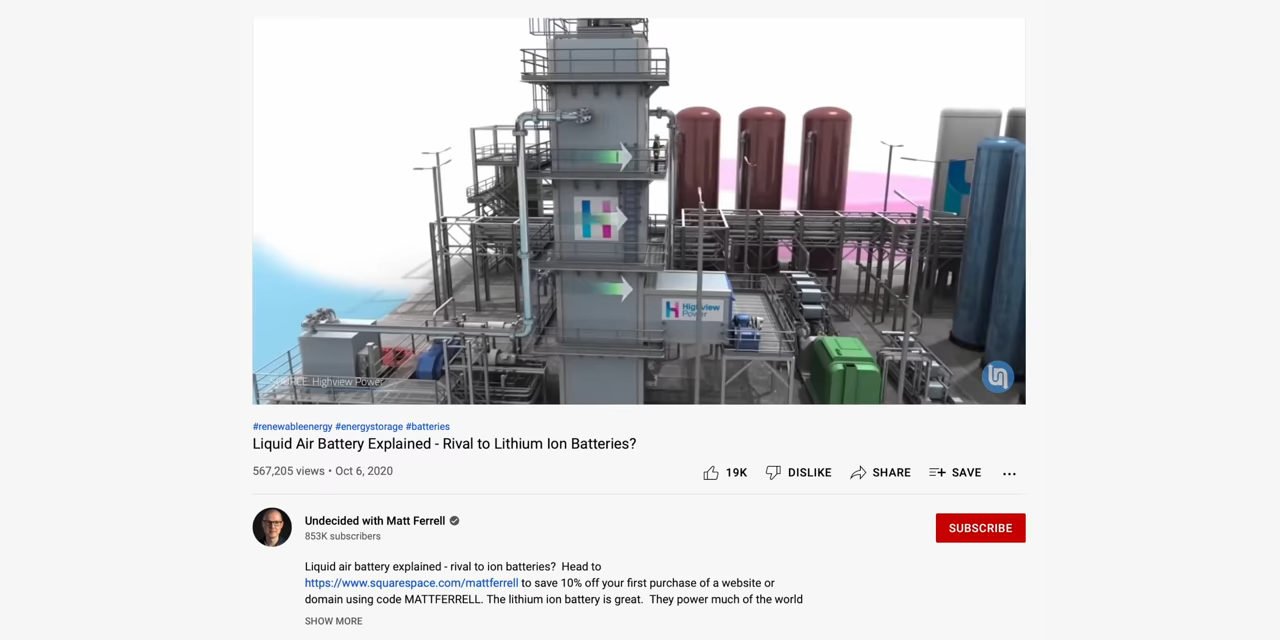 H
Highview
Power
Highview Power
#renewableenergy #energystorage #batteries
Liquid Air Battery Explained - Rival to Lithium Ion Batteries?
567,205 views • Oct 6, 2020
19K DISLIKE SHARE SAVE
Undecided with Matt Ferrell
853K subscribers
SUBSCRIBE
Liquid air battery explained - rival to ion batteries?  Head to
https://www.squarespace.com/mattferrell to save 10% off your first purchase of a website or
domain using code MATTFERRELL. The lithium ion battery is great.  They power much of the world
SHOW MORE